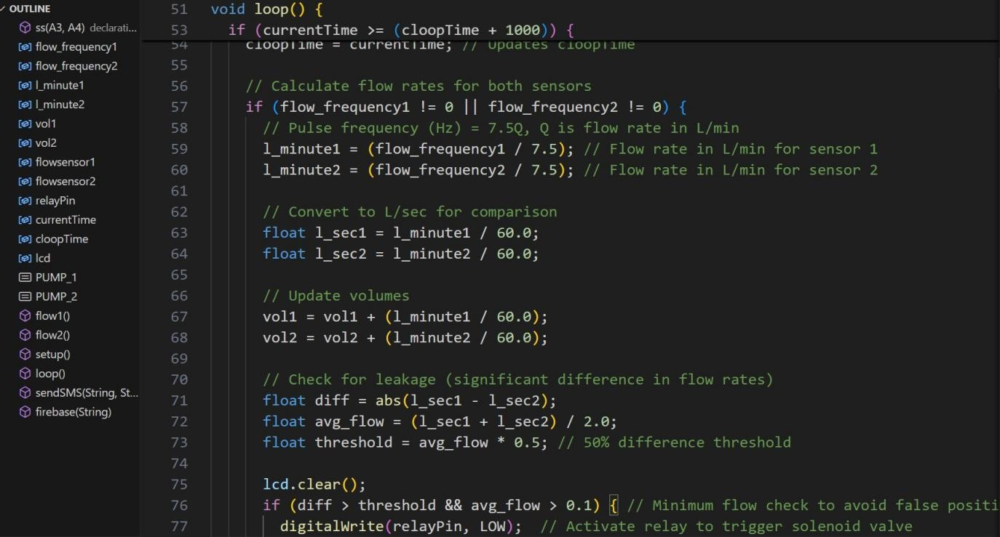 OUTLINE
ss(A3, A4) declarati...
flow_frequency1
flow_frequency2
l_minute1
l_minute2
vol1
vol2
flowsensor1
flowsensor2
relayPin
currentTime
cloopTime
lcd
PUMP_1
PUMP_2
flow1()
flow2()
setup()
loop()
sendSMS(String, St...
firebase(String)
51 void loop() {
53 if (currentTime >= (cloopTime + 1000)) {
54 cloopTime = currentTime; // Updates cloopTime
55
56 // Calculate flow rates for both sensors
57 if (flow_frequency1 != 0 || flow_frequency2 != 0) {
58 // Pulse frequency (Hz) = 7.5Q, Q is flow rate in L/min
59 l_minute1 = (flow_frequency1 / 7.5); // Flow rate in L/min for sensor 1
60 l_minute2 = (flow_frequency2 / 7.5); // Flow rate in L/min for sensor 2
61
62 // Convert to L/sec for comparison
63 float l_sec1 = l_minute1 / 60.0;
64 float l_sec2 = l_minute2 / 60.0;
65
66 // Update volumes
67 vol1 = vol1 + (l_minute1 / 60.0);
68 vol2 = vol2 + (l_minute2 / 60.0);
69
70 // Check for leakage (significant difference in flow rates)
71 float diff = abs(l_sec1 - l_sec2);
72 float avg_flow = (l_sec1 + l_sec2) / 2.0;
73 float threshold = avg_flow * 0.5; // 50% difference threshold
74
75 lcd.clear();
76 if (diff > threshold && avg_flow > 0.1) { // Minimum flow check to avoid false positi
77 digitalWrite(relayPin, LOW); // Activate relay to trigger solenoid valve